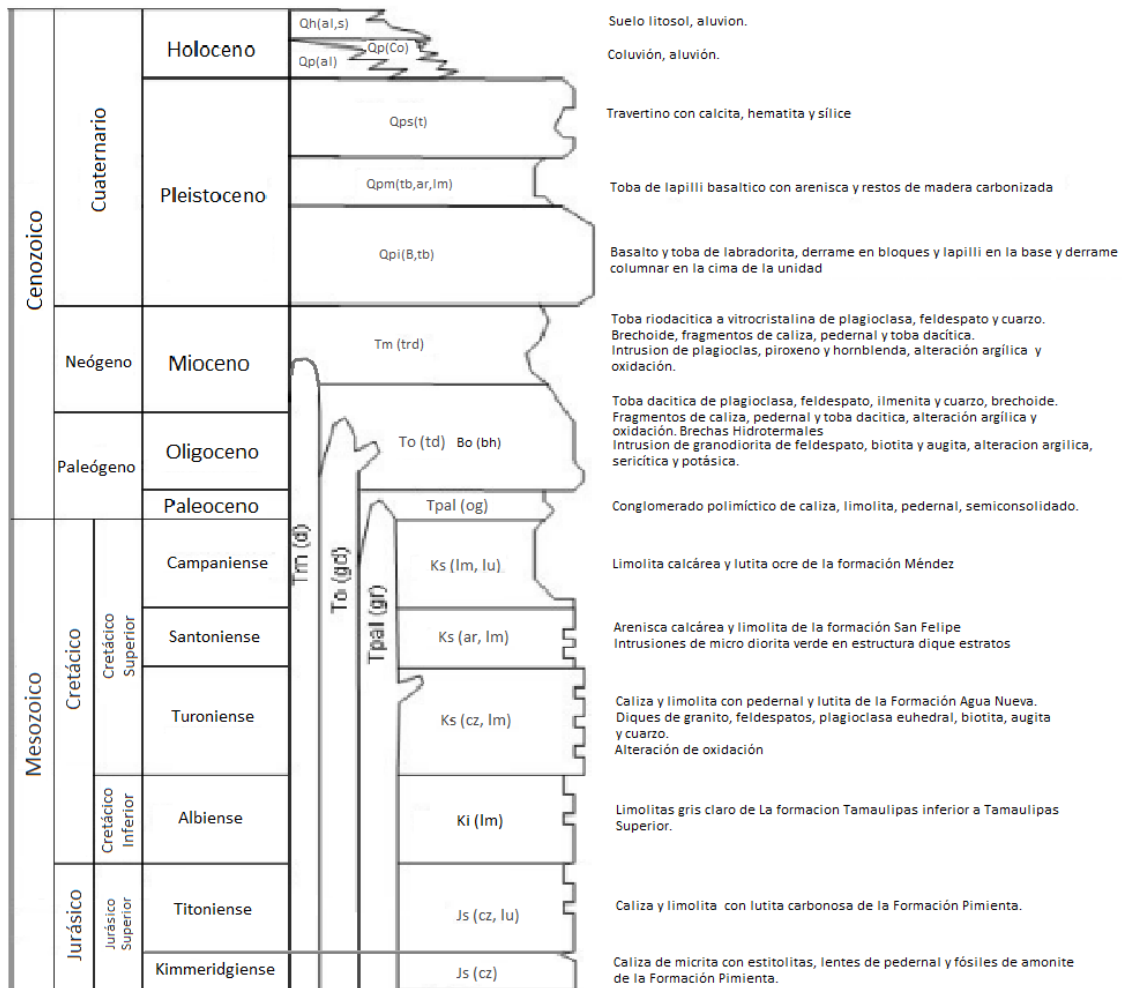 Qh(al,s)
Suelo litosol, aluvion.
Holoceno
Qp(Co)
Qp(al)
Coluvión, aluvión.
Qps(t)
Travertino con calcita, hematita y sílice
Cuaternario
Pleistoceno
Qpm(tb,ar,lm)
Toba de lapilli basaltico con arenisca y restos de madera carbonizada
Cenozoico
Qpi(B,tb)
Basalto y toba de labradorita, derrame en bloques y lapilli en la base y derrame
columnar en la cima de la unidad
Neógeno
Mioceno
Tm (trd)
Toba riodacitica a vitrocristalina de plagioclasa, feldespato y cuarzo.
Brechoide, fragmentos de caliza, pedernal y toba dacítica.
Intrusion de plagioclas, piroxeno y hornblenda, alteración argílica y
oxidación.
Paleógeno
Oligoceno
To (td)
Bo (bh)
Toba dacitica de plagioclasa, feldespato, ilmenita y cuarzo, brechoide.
Fragmentos de caliza, pedernal y toba dacitica, alteración argílica y
oxidación. Brechas Hidrotermales
Intrusion de granodiorita de feldespato, biotita y augita, alteracion argilica,
sericítica y potásica.
Paleoceno
Tpal (og)
Conglomerado polimíctico de caliza, limolita, pedernal, semiconsolidado.
Tm (d)
To (gd)
Tpal (gr)
Mesozoico
Cretácico
Cretácico
Superior
Campaniense
Ks (lm, lu)
Limolita calcárea y lutita ocre de la formación Méndez
Santoniense
Ks (ar, lm)
Arenisca calcárea y limolita de la formación San Felipe
Intrusiones de micro diorita verde en estructura dique estratos
Turoniense
Ks (cz, lm)
Caliza y limolita con pedernal y lutita de la Formación Agua Nueva.
Diques de granito, feldespatos, plagioclasa euhedral, biotita, augita
y cuarzo.
Alteración de oxidación
Cretácico
Inferior
Albiense
Ki (lm)
Limolitas gris claro de La formacion Tamaulipas inferior a Tamaulipas
Superior.
Jurásico
Jurásico
Superior
Titoniense
Js (cz, lu)
Caliza y limolita con lutita carbonosa de la Formación Pimienta.
Kimmeridgiense
Js (cz)
Caliza de micrita con estitolitas, lentes de pedernal y fósiles de amonite
de la Formación Pimienta.